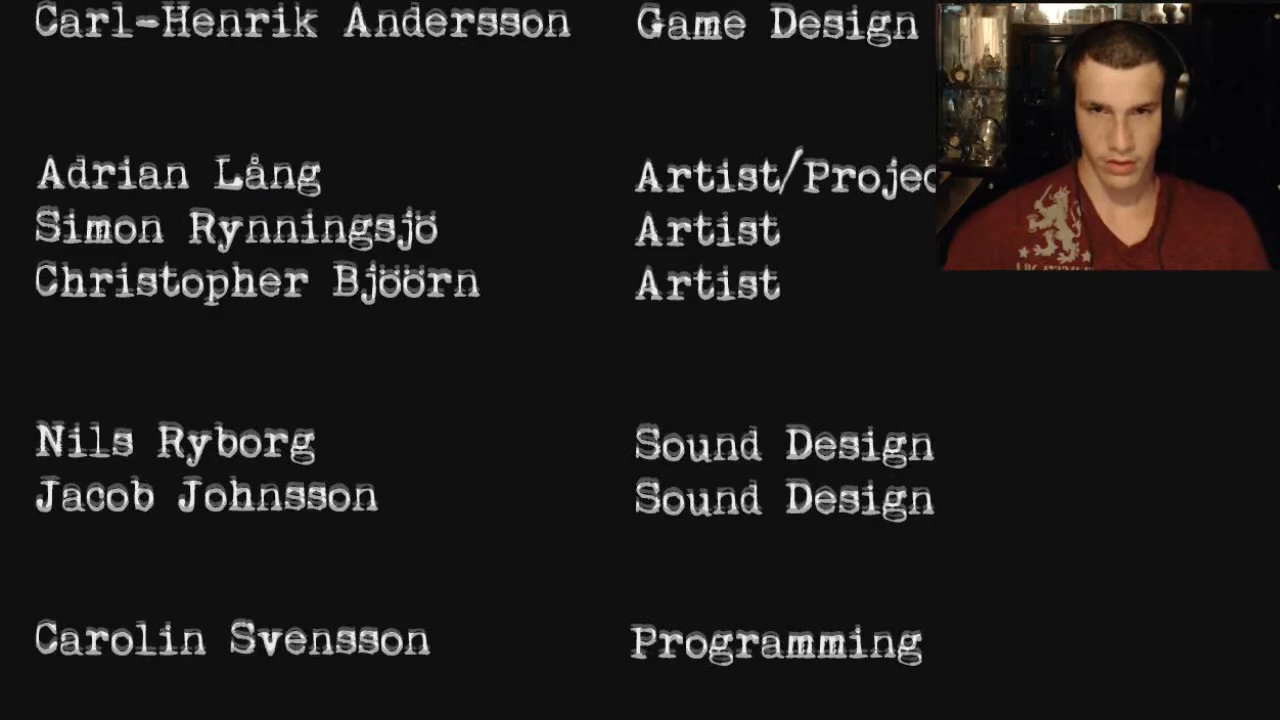 Carl-Henrik Andersson Game Design
Adrian Lång Artist/Projec
Simon Rynningsjö Artist
Christopher Bjöörn Artist
Nils Ryborg Sound Design
Jacob Johnsson Sound Design
Carolin Svensson Programming